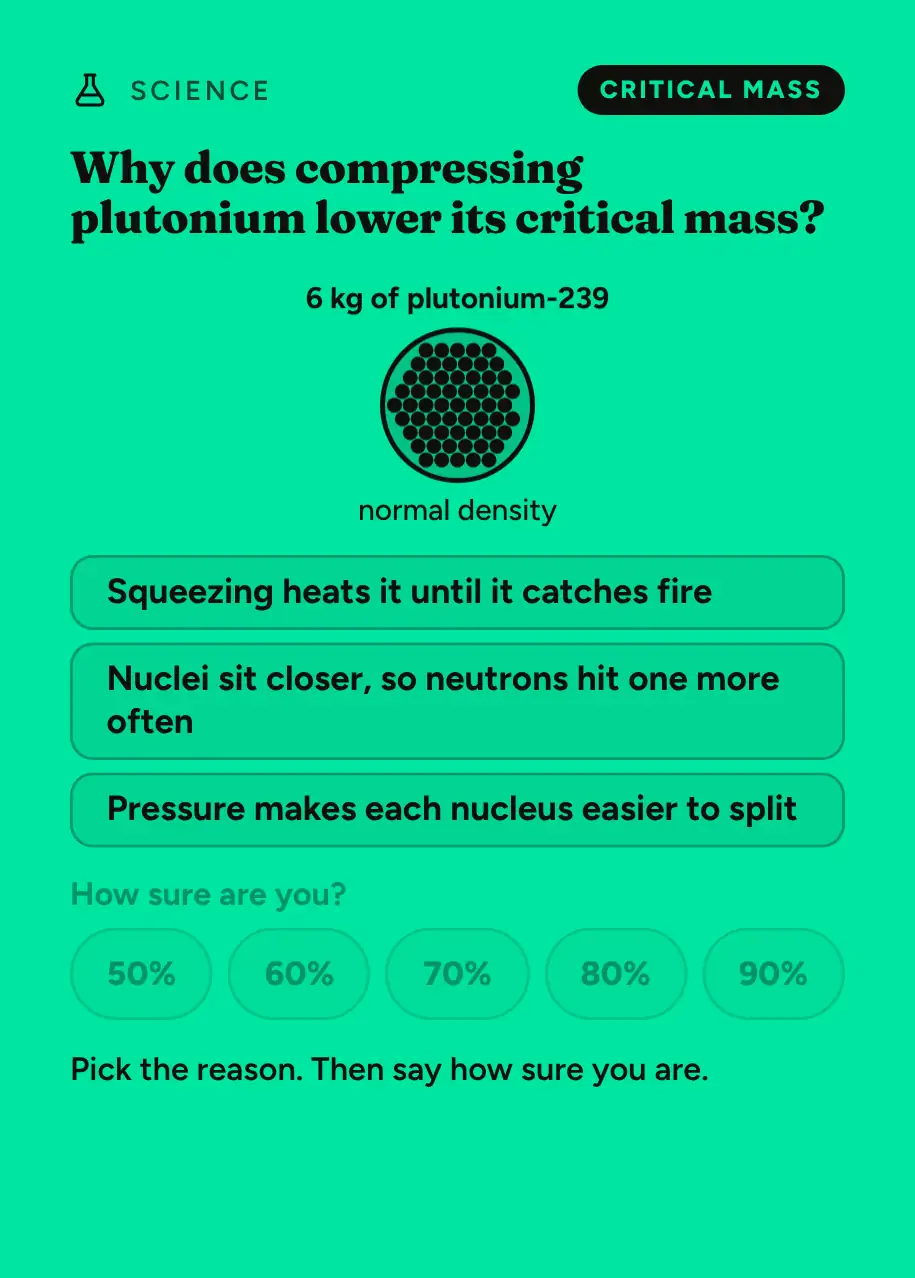 SCIENCE
CRITICAL MASS
Why does compressing
plutonium lower its critical mass?
6 kg of plutonium-239
normal density
Squeezing heats it until it catches fire
Nuclei sit closer, so neutrons hit one more
often
Pressure makes each nucleus easier to split
How sure are you?
50% 60% 70% 80% 90%
Pick the reason. Then say how sure you are.